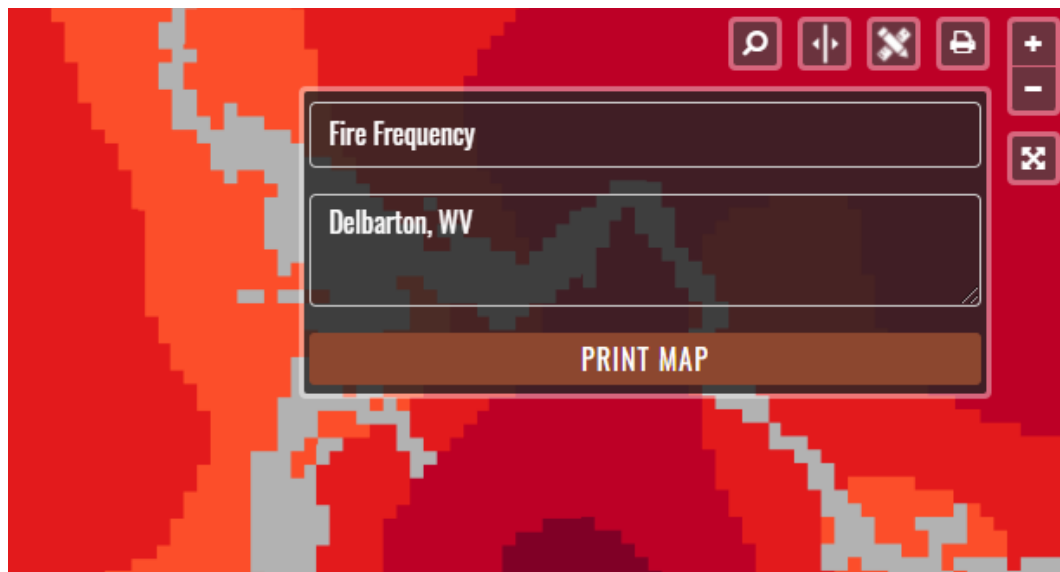 +
-
Fire Frequency
Delbarton, WV
PRINT MAP